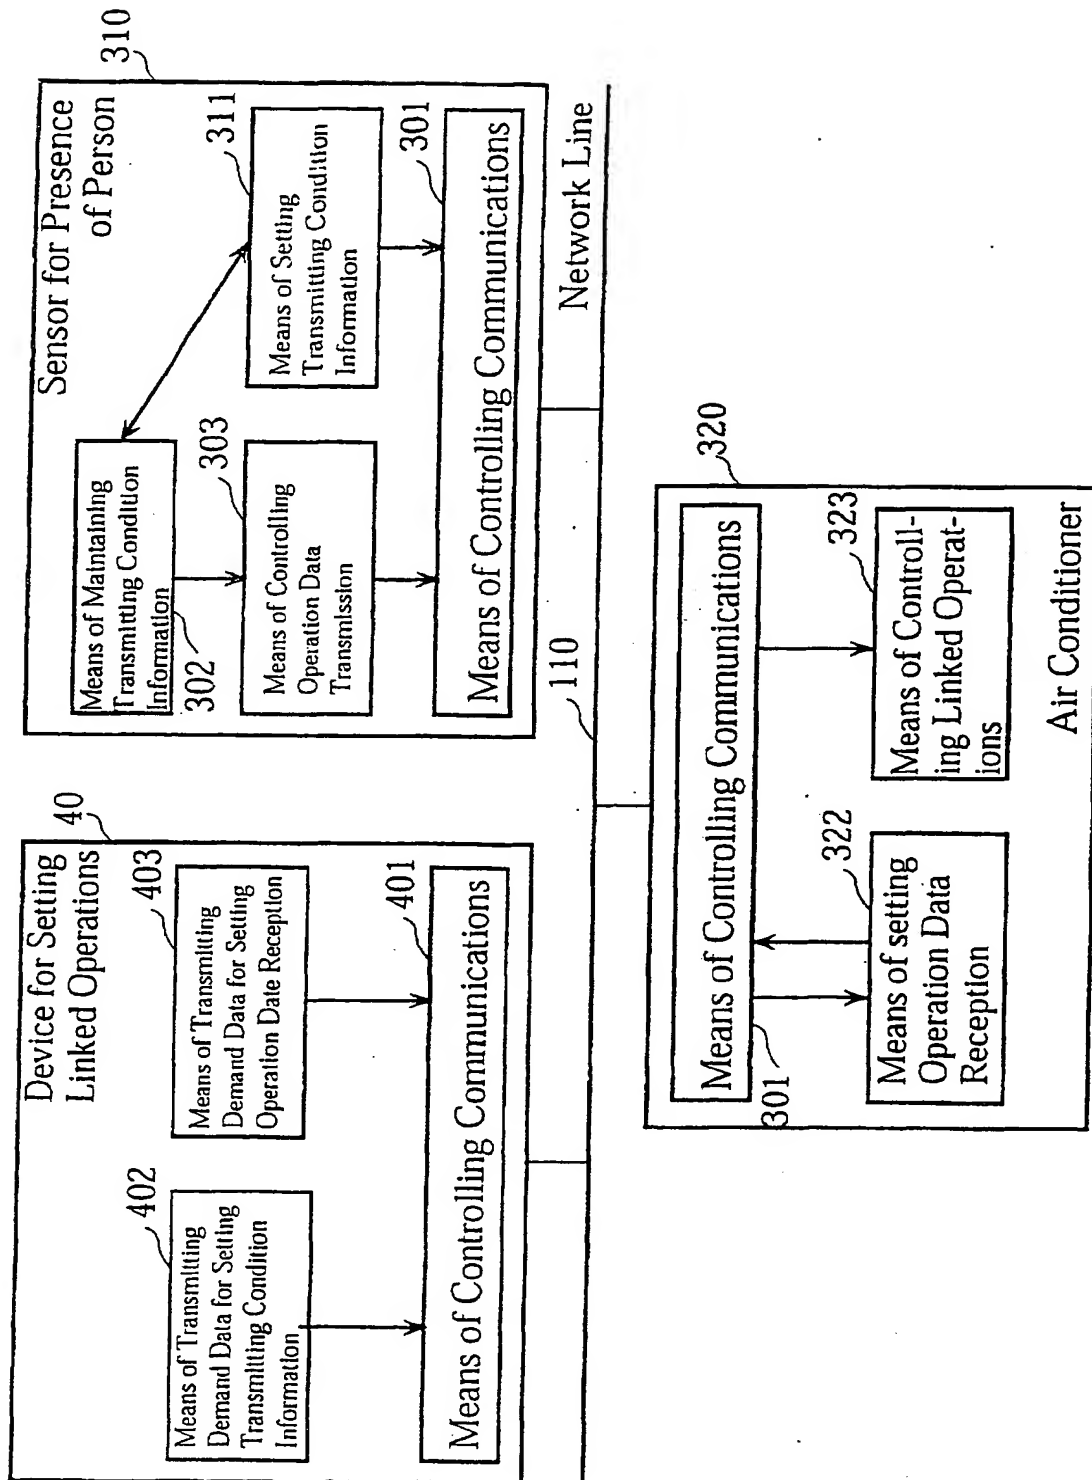 Device for Setting
Linked Operations
40
402
Means of Transmitting
Demand Data for Setting
Transmitting Condition
Information
403
Means of Transmitting
Demand Data for Setting
Operation Date Reception
401
Means of Controlling Communications
Sensor for Presence
of Person
310
Means of Maintaining
Transmitting Condition
Information
302
303
Means of Controlling
Operation Data
Transmission
311
Means of Setting
Transmitting Condition
Information
301
Means of Controlling Communications
110
Network Line
320
Means of Controlling Communications
301
322
Means of setting
Operation Data
Reception
323
Means of Controll-
ing Linked Operat-
ions
Air Conditioner